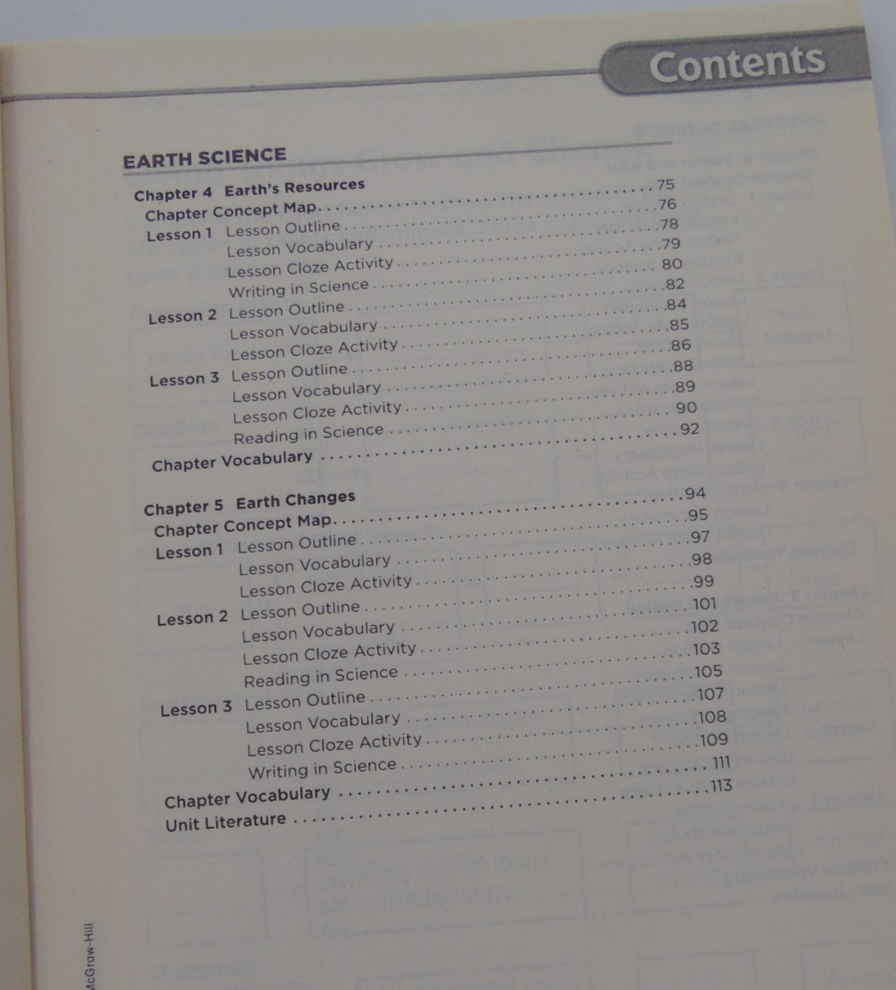 Contents
EARTH SCIENCE
Chapter 4 Earth's Resources
Chapter Concept Map. . . . . . . . . . . . . . . . . . . . . . . . . . . . . . . . . . . . . . . . . . .75
Lesson 1 Lesson Outline . . . . . . . . . . . . . . . . . . . . . . . . . . . . . . . . . . . . . . .76
Lesson Vocabulary . . . . . . . . . . . . . . . . . . . . . . . . . . . . . . . . . . .78
Lesson Cloze Activity . . . . . . . . . . . . . . . . . . . . . . . . . . . . . . . . .79
Writing in Science . . . . . . . . . . . . . . . . . . . . . . . . . . . . . . . . . . . 80
Lesson 2 Lesson Outline . . . . . . . . . . . . . . . . . . . . . . . . . . . . . . . . . . . . . . .82
Lesson Vocabulary . . . . . . . . . . . . . . . . . . . . . . . . . . . . . . . . . . .84
Lesson Cloze Activity . . . . . . . . . . . . . . . . . . . . . . . . . . . . . . . . .85
Lesson 3 Lesson Outline . . . . . . . . . . . . . . . . . . . . . . . . . . . . . . . . . . . . . . .86
Lesson Vocabulary . . . . . . . . . . . . . . . . . . . . . . . . . . . . . . . . . . .88
Lesson Cloze Activity . . . . . . . . . . . . . . . . . . . . . . . . . . . . . . . . .89
Reading in Science . . . . . . . . . . . . . . . . . . . . . . . . . . . . . . . . . . 90
Chapter Vocabulary . . . . . . . . . . . . . . . . . . . . . . . . . . . . . . . . . . . . . . . . . . .92
Chapter 5 Earth Changes
Chapter Concept Map. . . . . . . . . . . . . . . . . . . . . . . . . . . . . . . . . . . . . . . . . . .94
Lesson 1 Lesson Outline . . . . . . . . . . . . . . . . . . . . . . . . . . . . . . . . . . . . . . .95
Lesson Vocabulary . . . . . . . . . . . . . . . . . . . . . . . . . . . . . . . . . . .97
Lesson Cloze Activity . . . . . . . . . . . . . . . . . . . . . . . . . . . . . . . . .98
Lesson 2 Lesson Outline . . . . . . . . . . . . . . . . . . . . . . . . . . . . . . . . . . . . . . .99
Lesson Vocabulary . . . . . . . . . . . . . . . . . . . . . . . . . . . . . . . . . . 101
Lesson Cloze Activity . . . . . . . . . . . . . . . . . . . . . . . . . . . . . . . . .102
Reading in Science . . . . . . . . . . . . . . . . . . . . . . . . . . . . . . . . . . .103
Lesson 3 Lesson Outline . . . . . . . . . . . . . . . . . . . . . . . . . . . . . . . . . . . . . . .105
Lesson Vocabulary . . . . . . . . . . . . . . . . . . . . . . . . . . . . . . . . . . .107
Lesson Cloze Activity . . . . . . . . . . . . . . . . . . . . . . . . . . . . . . . . .108
Writing in Science . . . . . . . . . . . . . . . . . . . . . . . . . . . . . . . . . . .109
Chapter Vocabulary . . . . . . . . . . . . . . . . . . . . . . . . . . . . . . . . . . . . . . . . . . 111
Unit Literature . . . . . . . . . . . . . . . . . . . . . . . . . . . . . . . . . . . . . . . . . . . . . . .113
McGraw-Hill